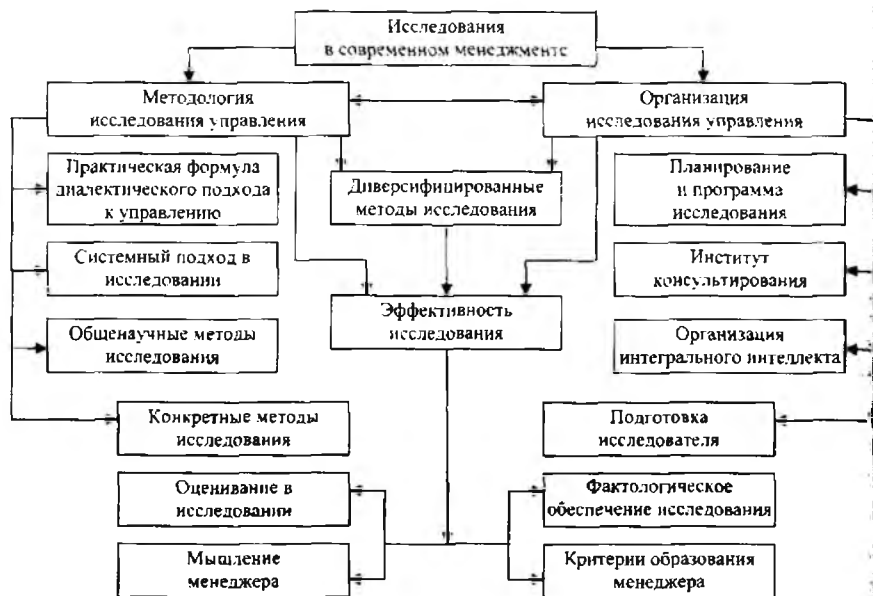 Исследования
в современном менеджменте
Методология
исследования управления
Организация
исследования управления
Практическая формула
диалектического подхода
к управлению
Диверсифицированные
методы исследования
Планирование
и программа
исследования
Системный подход в
исследовании
Институт
консультирования
Эффективность
исследования
Общенаучные методы
исследования
Организация
интегрального интеллекта
Конкретные методы
исследования
Подготовка
исследователя
Оценивание в
исследовании
Фактологическое
обеспечение исследования
Мышление
менеджера
Критерии образования
менеджера